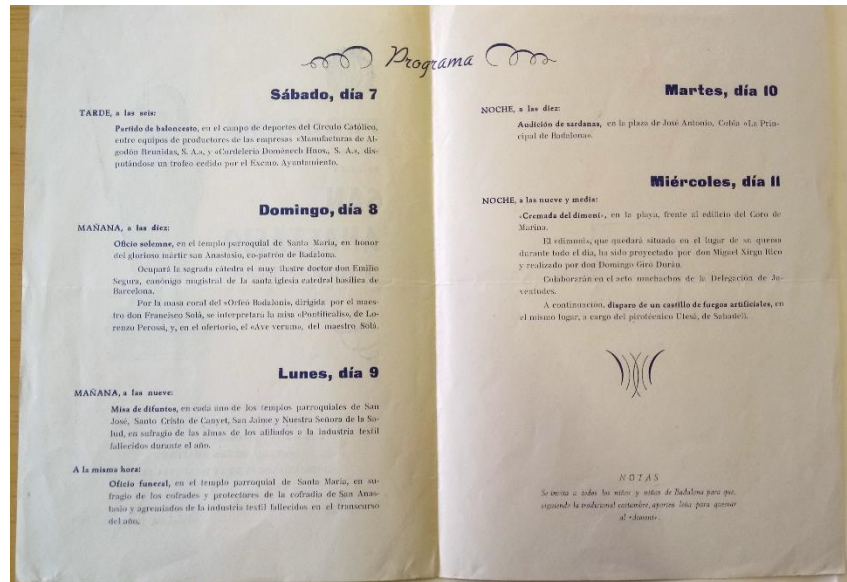 Programa
Sábado, día 7
TARDE, a las seis:
Partido de baloncesto, en el campo de deportes del Círculo Católico,
entre equipos de productores de las empresas «Manufacturas de Al-
godón Reunidas, S. A.», y «Cordelería Doménech Hnos., S. A.», dis-
putándose un trofeo cedido por el Excmo. Ayuntamiento.
Domingo, día 8
MAÑANA, a las diez:
Oficio solemne, en el templo parroquial de Santa María, en honor
del glorioso mártir san Anastasio, co-patrón de Badalona.
Ocupará la sagrada cátedra el muy ilustre doctor don Emilio
Segura, canónigo magistral de la santa iglesia catedral basílica de
Barcelona.
Por la masa coral del «Orfeó Badaloní», dirigida por el maes-
tro don Francisco Solá, se interpretará la misa «Pontificalis», de Lo-
renzo Perossi, y, en el ofertorio, el «Ave verum», del maestro Solá.
Lunes, día 9
MAÑANA, a las nueve:
Misa de difuntos, en cada uno de los templos parroquiales de San
José, Santo Cristo de Canyet, San Jaime y Nuestra Señora de la Sa-
lud, en sufragio de las almas de los afiliados a la industria textil
fallecidos durante el año.
A la misma hora:
Oficio funeral, en el templo parroquial de Santa María, en su-
fragio de los cofrades y protectores de la cofradía de San Anas-
tasio y agremiados de la industria textil fallecidos en el transcurso
del año.
Martes, día 10
NOCHE, a las diez:
Audición de sardanas, en la plaza de José Antonio, Cobla «La Prin-
cipal de Badalona».
Miércoles, día 11
NOCHE, a las nueve y media:
«Cremada del dimoni», en la playa, frente al edificio del Coro de
Marina.
El «dimoni», que quedará situado en el lugar de su quema
durante todo el día, ha sido proyectado por don Miguel Xirgu Rico
y realizado por don Domingo Giró Durán.
Colaborarán en el acto muchachos de la Delegación de Ju-
ventudes.
A continuación, disparo de un castillo de fuegos artificiales, en
el mismo lugar, a cargo del pirotécnico Utesá, de Sabadell.
NOTAS
Se invita a todos los niños y niñas de Badalona para que,
siguiendo la tradicional costumbre, aporten leña para quemar
al «dimoni».